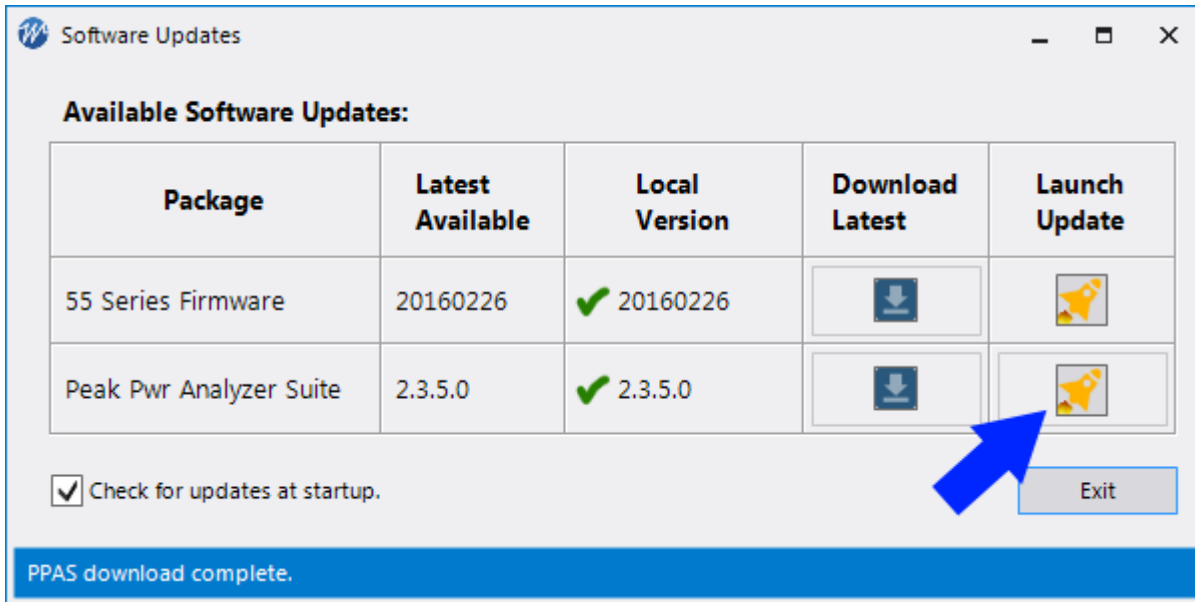 Software Updates
Available Software Updates:
Package
Latest
Available
Local
Version
Download
Latest
Launch
Update
55 Series Firmware
20160226
20160226
Peak Pwr Analyzer Suite
2.3.5.0
2.3.5.0
Check for updates at startup.
Exit
PPAS download complete.